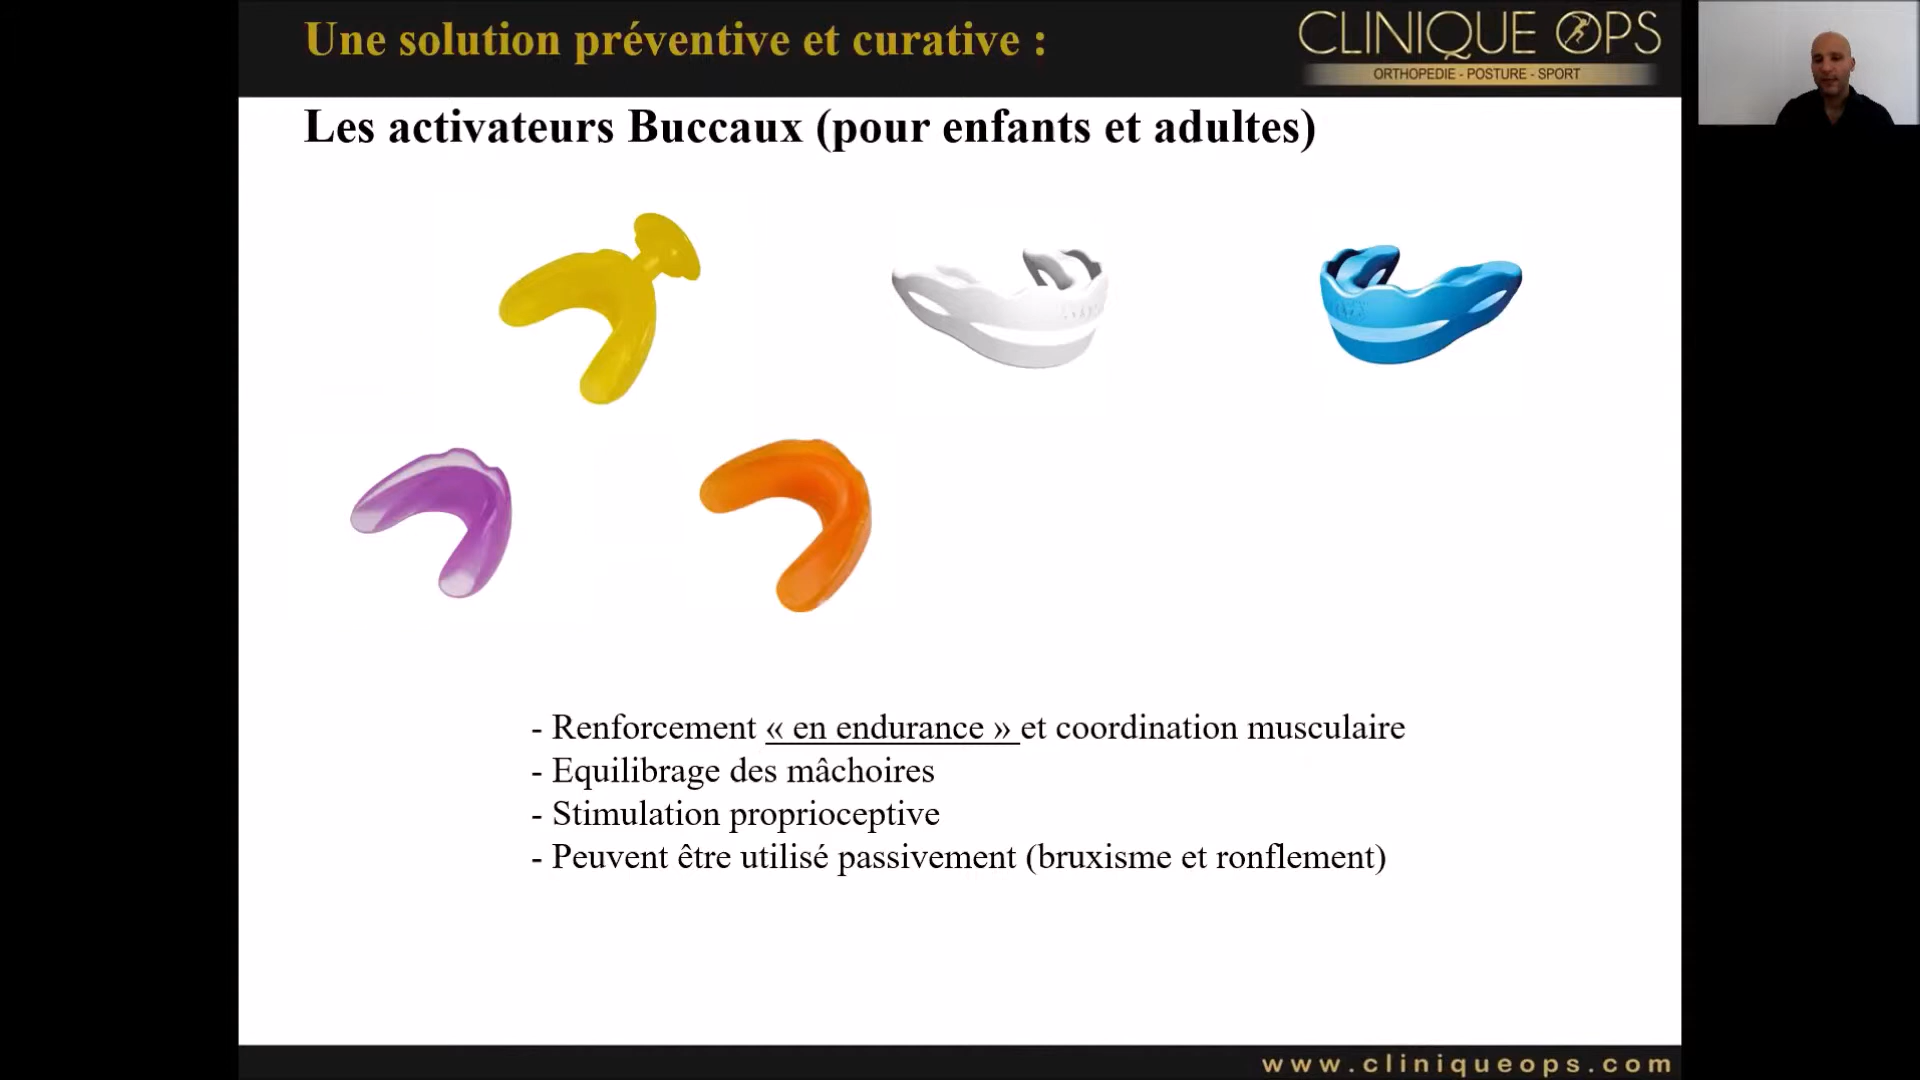 Une solution préventive et curative :
CLINIQUE OPS
ORTHOPEDIE - POSTURE - SPORT
Les activateurs Buccaux (pour enfants et adultes)
- Renforcement « en endurance » et coordination musculaire
- Equilibrage des mâchoires
- Stimulation proprioceptive
- Peuvent être utilisé passivement (bruxisme et ronflement)
www.cliniqueops.com